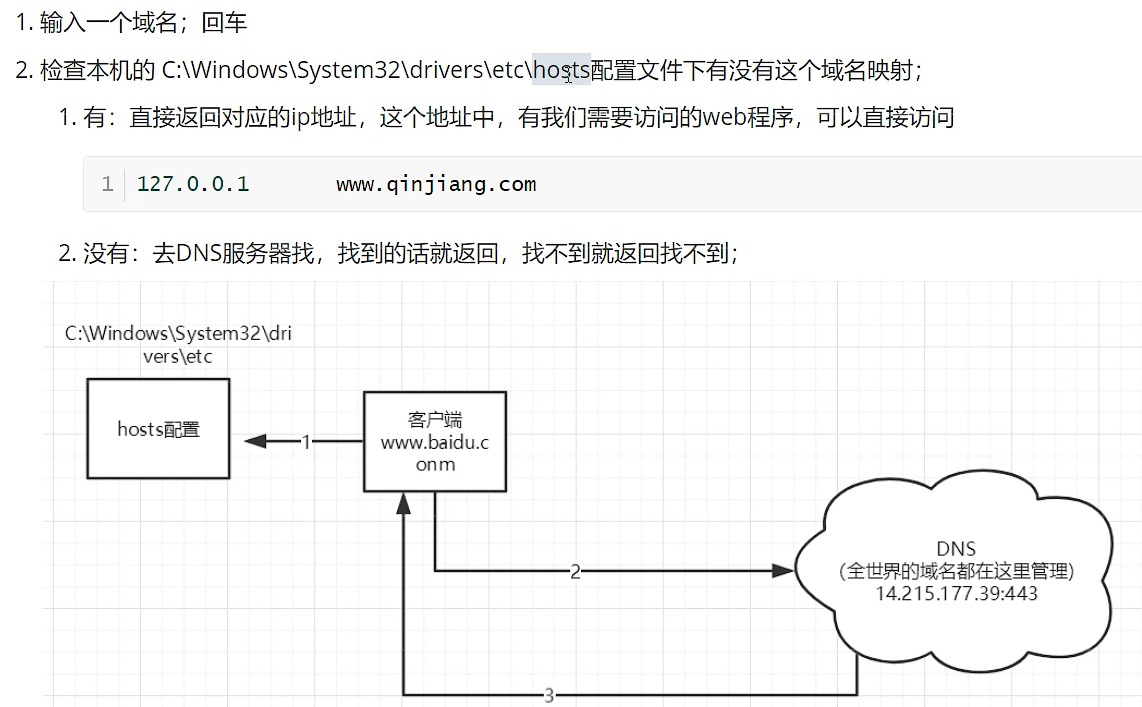 1. 输入一个域名；回车
2. 检查本机的 C:\Windows\System32\drivers\etc\hosts配置文件下有没有这个域名映射；
1. 有：直接返回对应的ip地址，这个地址中，有我们需要访问的web程序，可以直接访问
1 127.0.0.1 www.qinjiang.com
2. 没有：去DNS服务器找，找到的话就返回，找不到就返回找不到；
C:\Windows\System32\dri
vers\etc
hosts配置
1
客户端
www.baidu.c
onm
2
DNS
（全世界的域名都在这里管理）
14.215.177.39:443
3